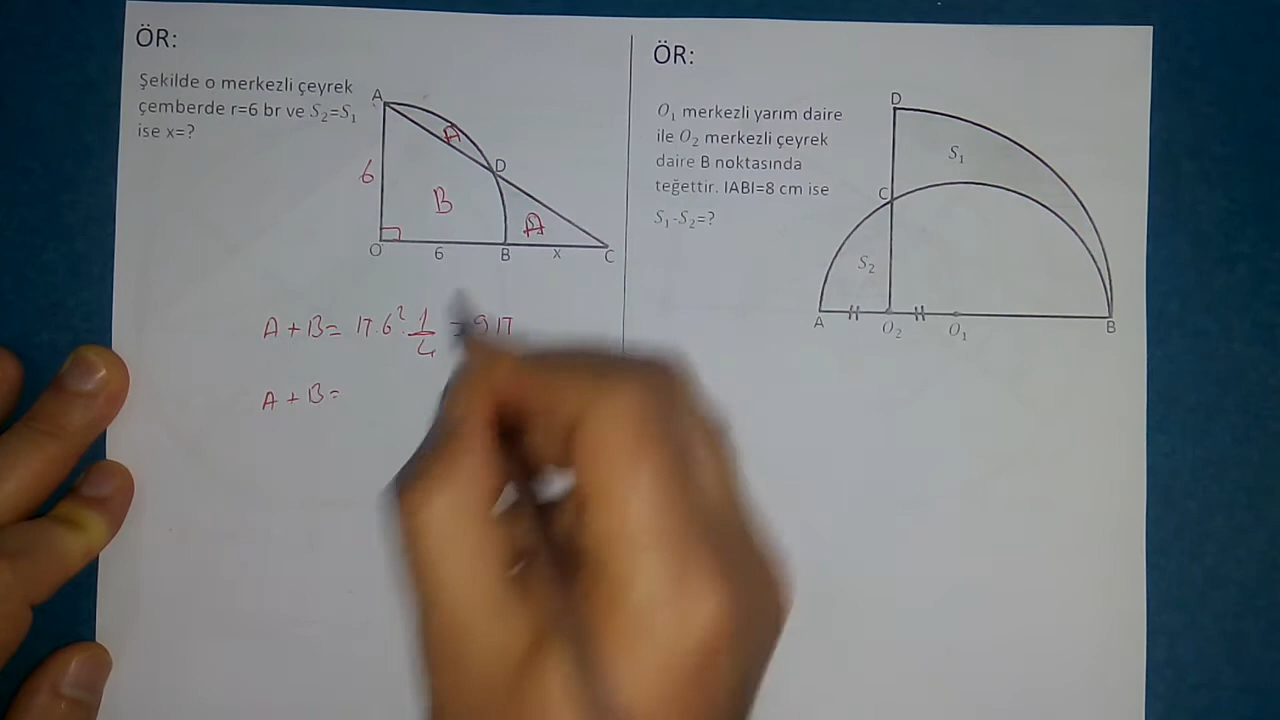 ÖR:
Şekilde o merkezli çeyrek
çemberde r=6 br ve S₂=S₁
ise x=?
A
A
D
6
B
A
O
6
B
x
C
A + B = π.6².1/4 = 9π
A + B =
ÖR:
O₁ merkezli yarım daire
ile O₂ merkezli çeyrek
daire B noktasında
teğettir. IABI=8 cm ise
S₁-S₂=?
D
S₁
C
S₂
A
O₂
O₁
B